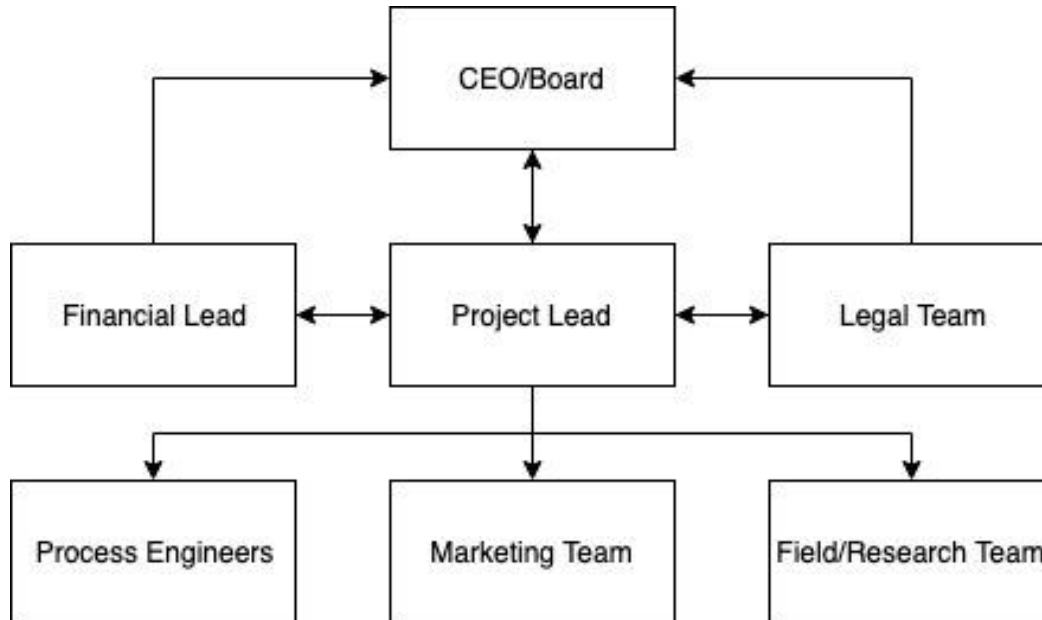 CEO/Board
Financial Lead
Project Lead
Legal Team
Process Engineers
Marketing Team
Field/Research Team